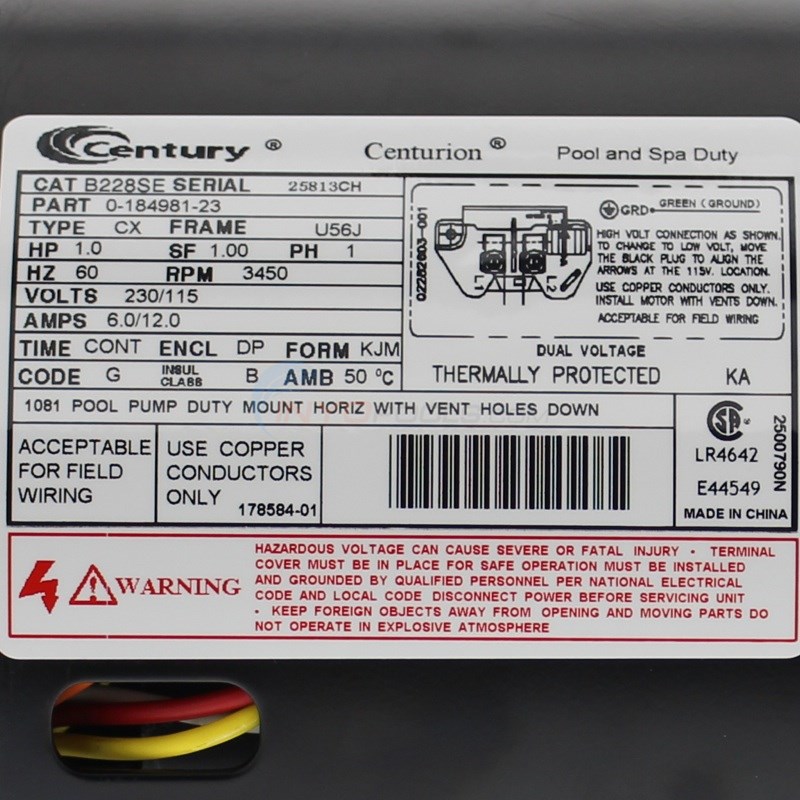 Century ® Centurion ® Pool and Spa Duty
CAT B228SE SERIAL 25813CH
PART 0-184981-23
TYPE CX FRAME U56J
HP 1.0 SF 1.00 PH 1
HZ 60 RPM 3450
VOLTS 230/115
AMPS 6.0/12.0
TIME CONT ENCL DP FORM KJM
CODE G INSUL CLASS B AMB 50 °C
02282803-001
GRD GREEN (GROUND)
HIGH VOLT CONNECTION AS SHOWN.
TO CHANGE TO LOW VOLT, MOVE
THE BLACK PLUG TO ALIGN THE
ARROWS AT THE 115V. LOCATION.
USE COPPER CONDUCTORS ONLY.
INSTALL MOTOR WITH VENTS DOWN.
ACCEPTABLE FOR FIELD WIRING
L2 L1
DUAL VOLTAGE
THERMALLY PROTECTED KA
1081 POOL PUMP DUTY MOUNT HORIZ WITH VENT HOLES DOWN
ACCEPTABLE
FOR FIELD
WIRING
USE COPPER
CONDUCTORS
ONLY 178584-01
LR4642
E44549
MADE IN CHINA
2500790N
WARNING
HAZARDOUS VOLTAGE CAN CAUSE SEVERE OR FATAL INJURY · TERMINAL
COVER MUST BE IN PLACE FOR SAFE OPERATION MUST BE INSTALLED
AND GROUNDED BY QUALIFIED PERSONNEL PER NATIONAL ELECTRICAL
CODE AND LOCAL CODE DISCONNECT POWER BEFORE SERVICING UNIT
· KEEP FOREIGN OBJECTS AWAY FROM OPENING AND MOVING PARTS DO
NOT OPERATE IN EXPLOSIVE ATMOSPHERE